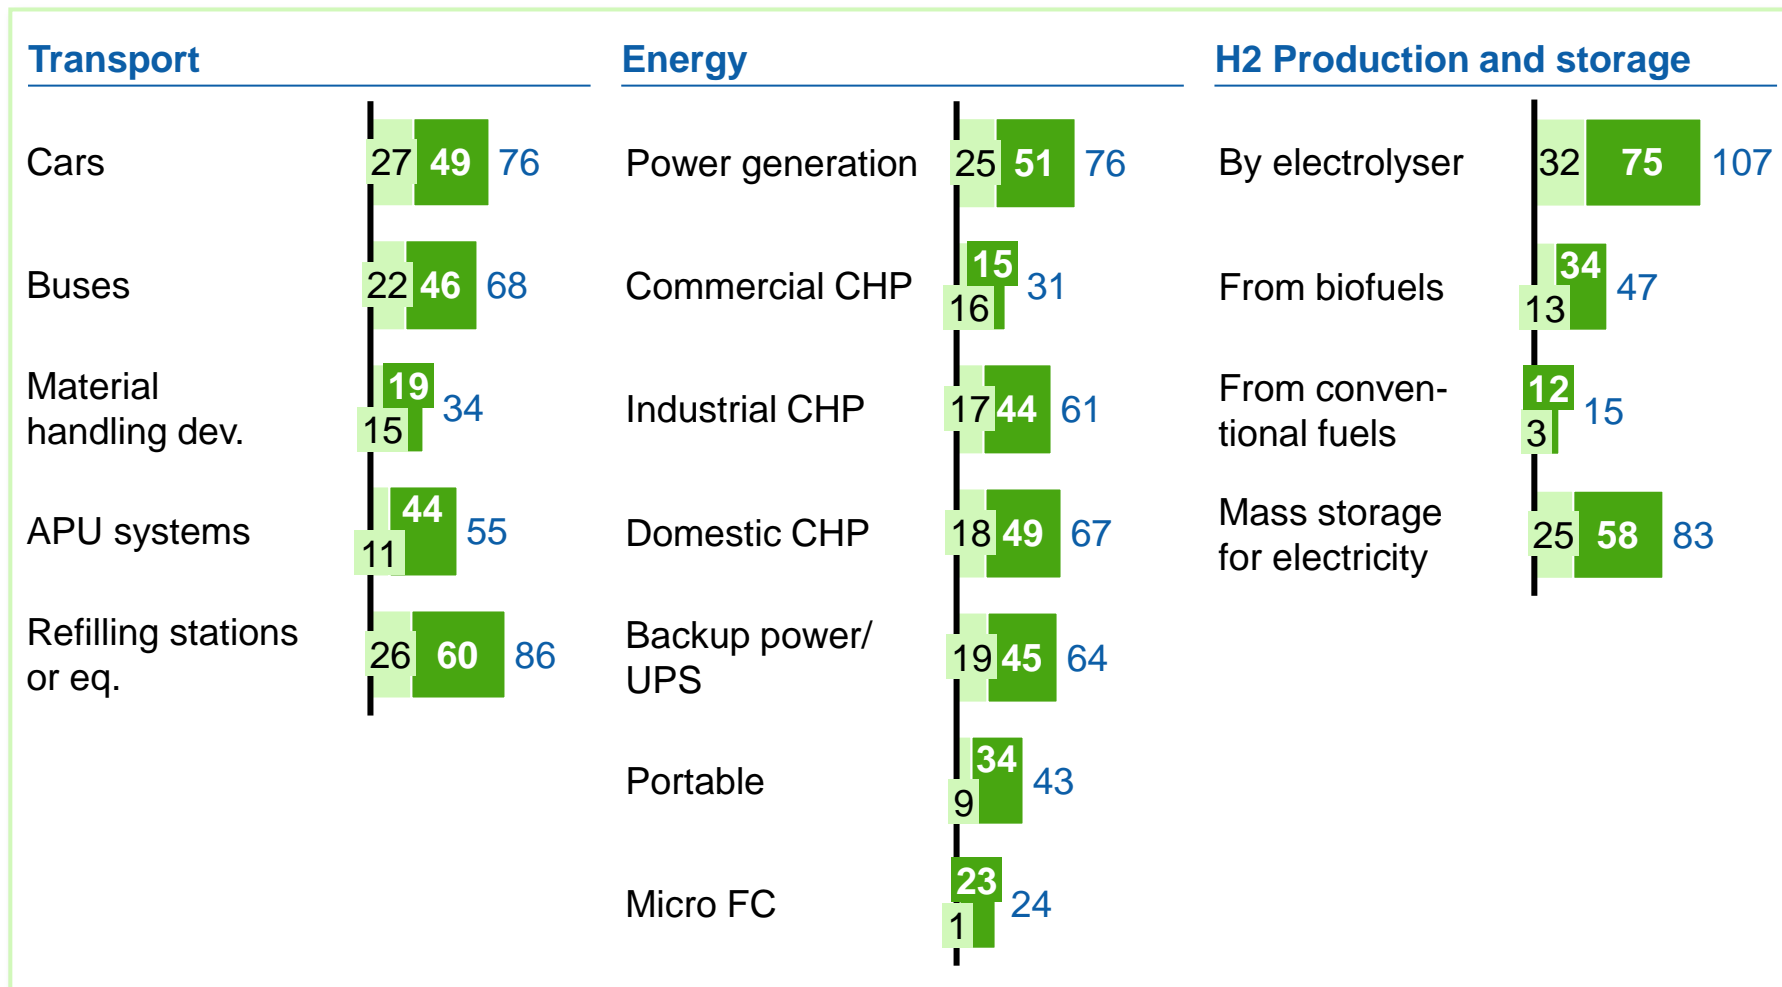 Transport
Cars
27 49 76
Buses
22 46 68
Material
handling dev.
19
15
34
APU systems
44
11
55
Refilling stations
or eq.
26 60 86
Energy
Power generation
25 51 76
Commercial CHP
15
16
31
Industrial CHP
17 44 61
Domestic CHP
18 49 67
Backup power/
UPS
19 45 64
Portable
34
9
43
Micro FC
23
1
24
H2 Production and storage
By electrolyser
32 75 107
From biofuels
34
13
47
From conven-
tional fuels
12
3
15
Mass storage
for electricity
25 58 83